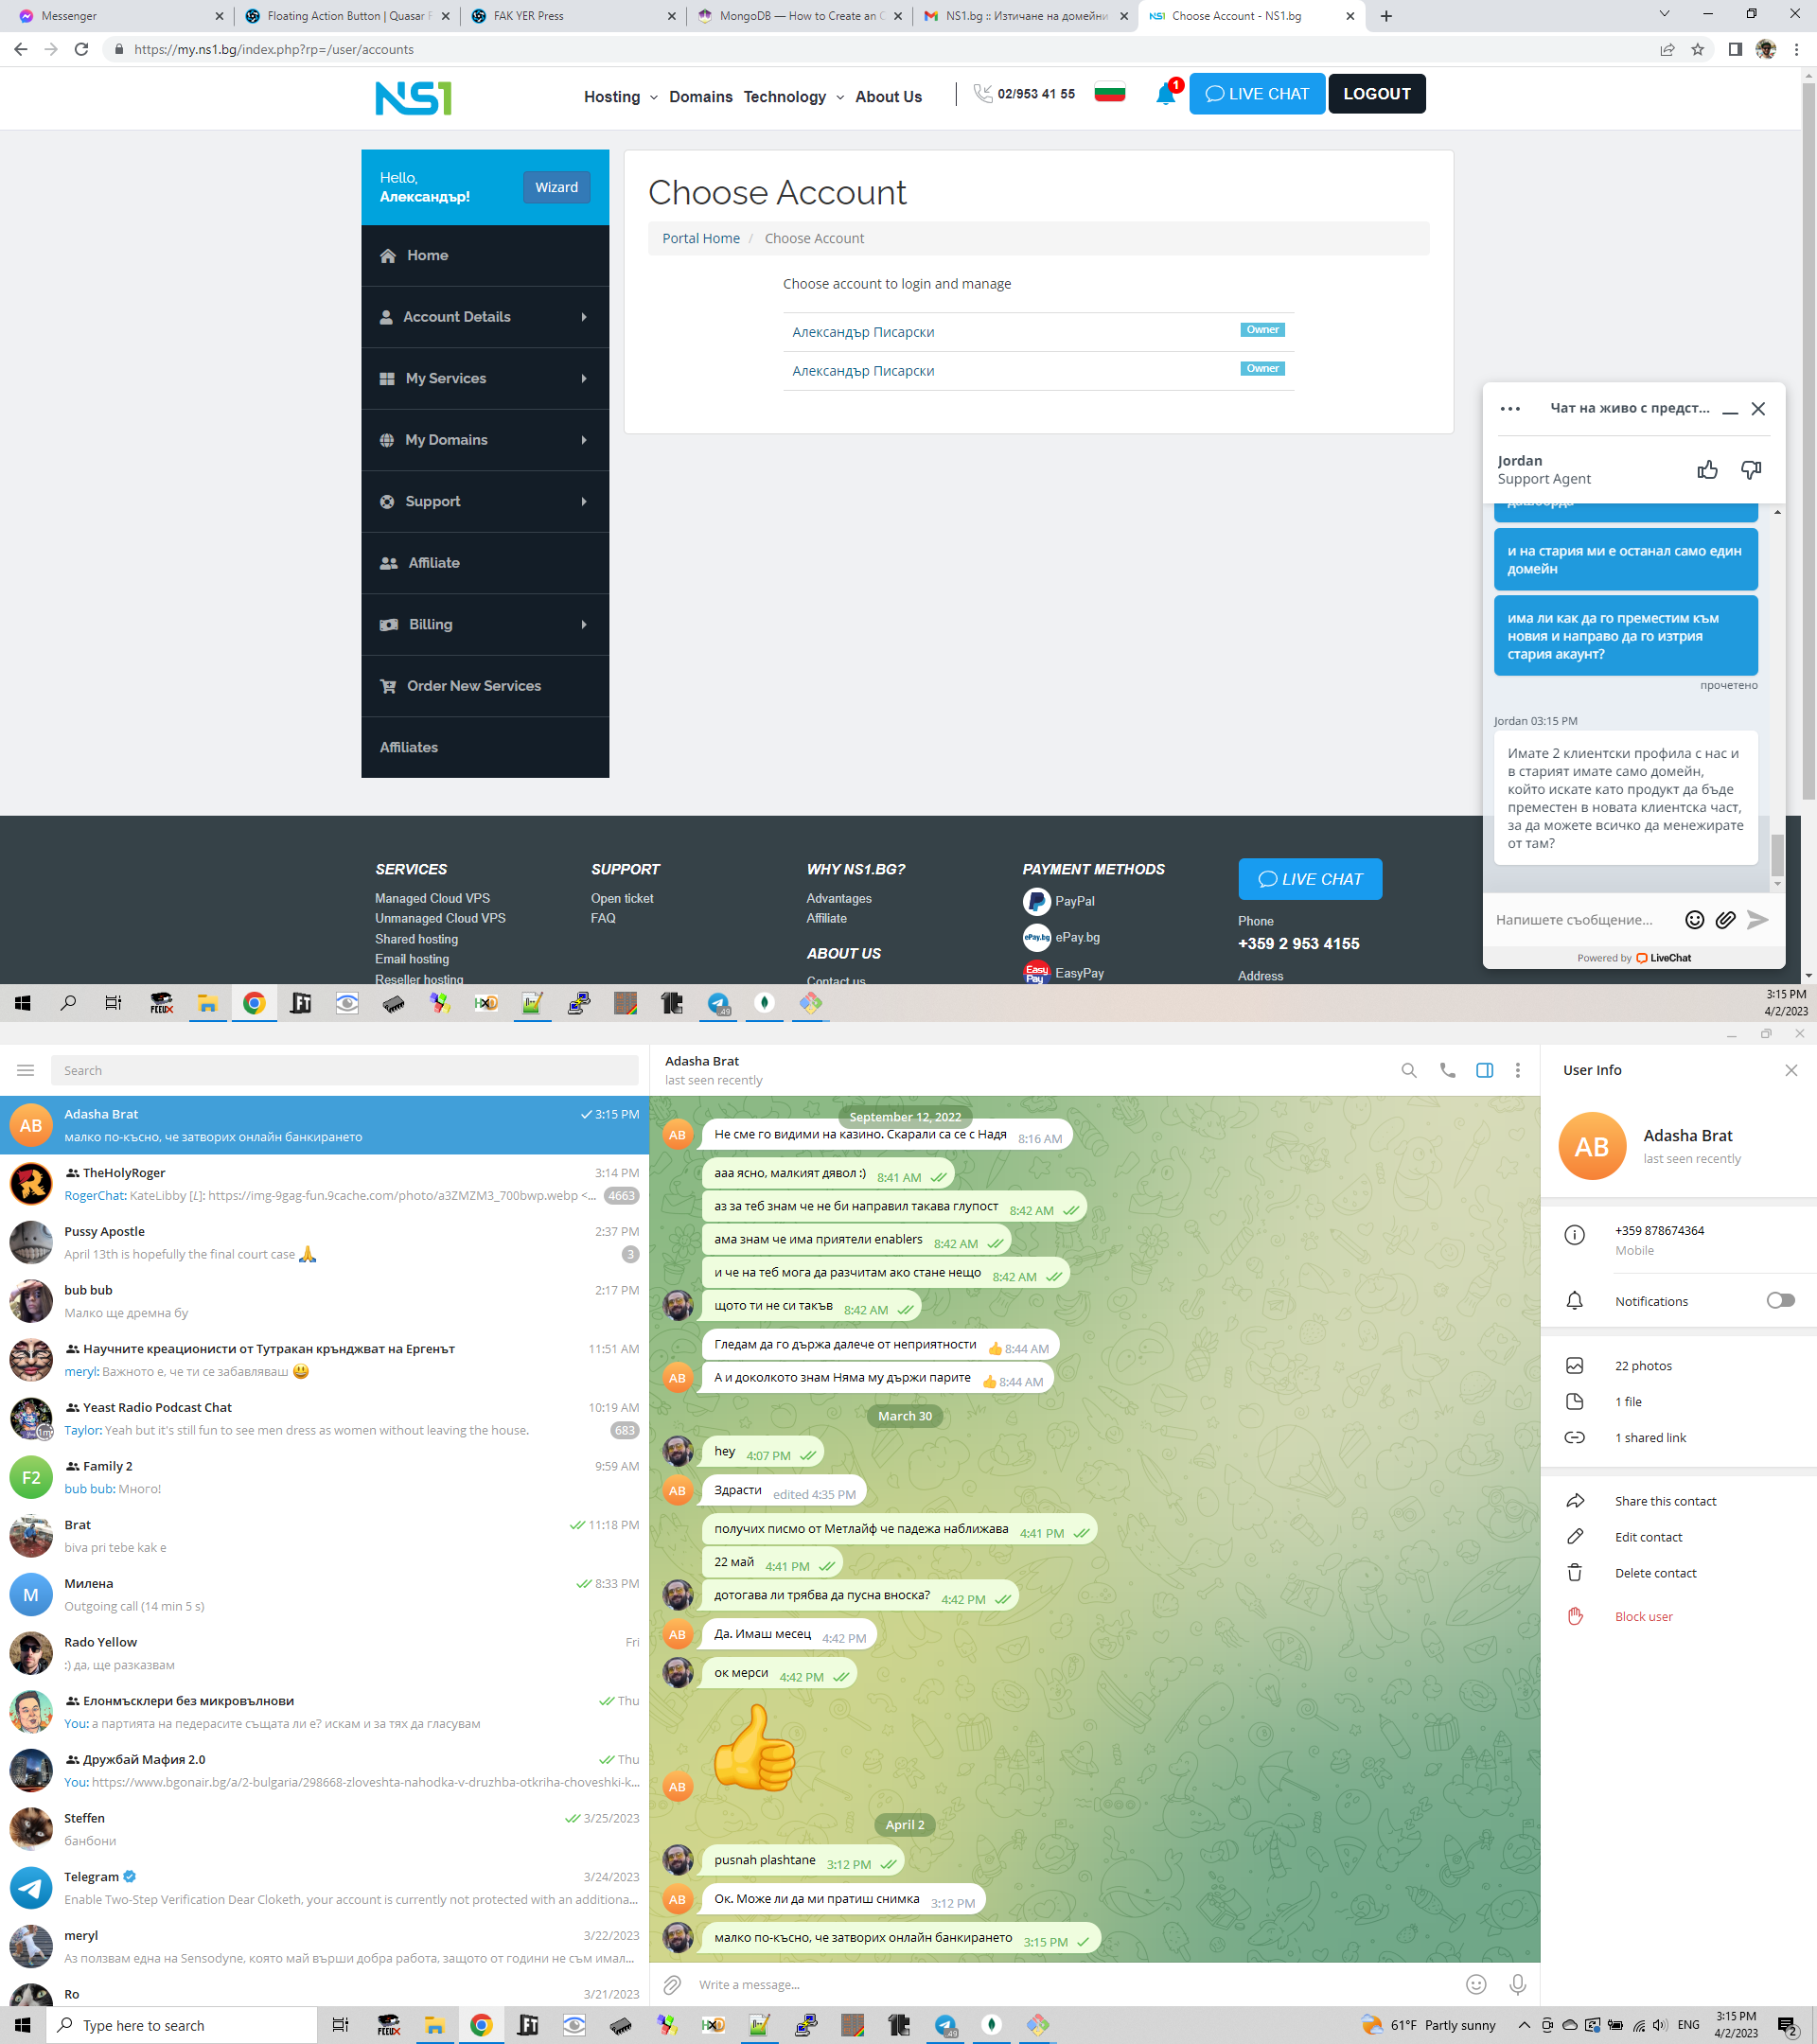 Messenger
Floating Action Button | Quasar F
FAK YER Press
MongoDB — How to Create an C
NS1.bg :: Изтичане на домейни
Choose Account - NS1.bg
https://my.ns1.bg/index.php?rp=/user/accounts
NS1
Hosting
Domains
Technology
About Us
02/953 41 55
1
LIVE CHAT
LOGOUT
Hello,
Александър!
Wizard
Home
Account Details
My Services
My Domains
Support
Affiliate
Billing
Order New Services
Affiliates
Choose Account
Portal Home / Choose Account
Choose account to login and manage
Александър Писарски Owner
Александър Писарски Owner
Чат на живо с предст...
Jordan
Support Agent
дашборда
и на стария ми е останал само един
домейн
има ли как да го преместим към
новия и направо да го изтрия
стария акаунт?
прочетено
Jordan 03:15 PM
Имате 2 клиентски профила с нас и
в старият имате само домейн,
който искате като продукт да бъде
преместен в новата клиентска част,
за да можете всичко да менежирате
от там?
Напишете съобщение...
Powered by LiveChat
SERVICES
Managed Cloud VPS
Unmanaged Cloud VPS
Shared hosting
Email hosting
Reseller hosting
SUPPORT
Open ticket
FAQ
WHY NS1.BG?
Advantages
Affiliate
ABOUT US
Contact us
PAYMENT METHODS
PayPal
ePay.bg
EasyPay
LIVE CHAT
Phone
+359 2 953 4155
Address
3:15 PM
4/2/2023
Search
Adasha Brat 3:15 PM
малко по-късно, че затворих онлайн банкирането
TheHolyRoger 3:14 PM
RogerChat: KateLibby [L]: https://img-9gag-fun.9cache.com/photo/a3ZMZM3_700bwp.webp <... 4663
Pussy Apostle 2:37 PM
April 13th is hopefully the final court case 🙏 3
bub bub 2:17 PM
Малко ще дремна бу
Научните креационисти от Тутракан крънджват на Ергенът 11:51 AM
meryl: Важното е, че ти се забавляваш 😃
Yeast Radio Podcast Chat 10:19 AM
Taylor: Yeah but it's still fun to see men dress as women without leaving the house. 683
F2 Family 2 9:59 AM
bub bub: Много!
Brat 11:18 PM
biva pri tebe kak e
М Милена 8:33 PM
Outgoing call (14 min 5 s)
Rado Yellow Fri
:) да, ще разказвам
Елонмъсклери без микровълнови Thu
You: а партията на педерасите същата ли е? искам и за тях да гласувам
Дружбай Мафия 2.0 Thu
You: https://www.bgonair.bg/a/2-bulgaria/298668-zloveshta-nahodka-v-druzhba-otkriha-choveshki-k...
Steffen 3/25/2023
банбони
Telegram 3/24/2023
Enable Two-Step Verification Dear Cloketh, your account is currently not protected with an additiona...
meryl 3/22/2023
Аз ползвам една на Sensodyne, която май върши добра работа, защото от години не съм имал...
Ro 3/21/2023
Adasha Brat
last seen recently
September 12, 2022
AB Не сме го видими на казино. Скарали са се с Надя 8:16 AM
ааа ясно, малкият дявол :) 8:41 AM
аз за теб знам че не би направил такава глупост 8:42 AM
ама знам че има приятели enablers 8:42 AM
и че на теб мога да разчитам ако стане нещо 8:42 AM
щото ти не си такъв 8:42 AM
Гледам да го държа далече от неприятности 👍 8:44 AM
AB А и доколкото знам Няма му държи парите 👍 8:44 AM
March 30
hey 4:07 PM
AB Здрасти edited 4:35 PM
получих писмо от Метлайф че падежа наближава 4:41 PM
22 май 4:41 PM
дотогава ли трябва да пусна вноска? 4:42 PM
AB Да. Имаш месец 4:42 PM
ок мерси 4:42 PM
👍
AB
April 2
pusnah plashtane 3:12 PM
AB Ок. Може ли да ми пратиш снимка 3:12 PM
малко по-късно, че затворих онлайн банкирането 3:15 PM
Write a message...
User Info
AB Adasha Brat
last seen recently
+359 878674364
Mobile
Notifications
22 photos
1 file
1 shared link
Share this contact
Edit contact
Delete contact
Block user
Type here to search
61°F Partly sunny
ENG
3:15 PM
4/2/2023
2